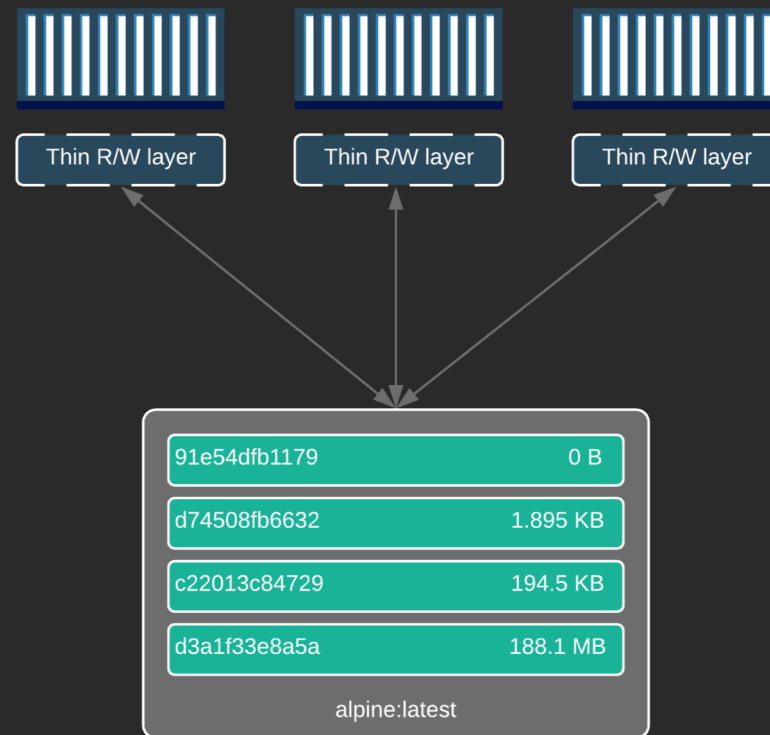 Thin R/W layer Thin R/W layer Thin R/W layer
91e54dfb1179 0 B
d74508fb6632 1.895 KB
c22013c84729 194.5 KB
d3a1f33e8a5a 188.1 MB
alpine:latest